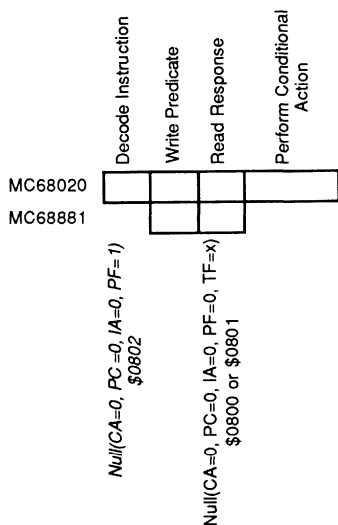 Decode Instruction
Write Predicate
Read Response
Perform Conditional
Action
MC68020
MC68881
Null(CA=0, PC=0, IA=0, PF=1)
$0802
Null(CA=0, PC=0, IA=0, PF=0, TF=x)
$0800 or $0801